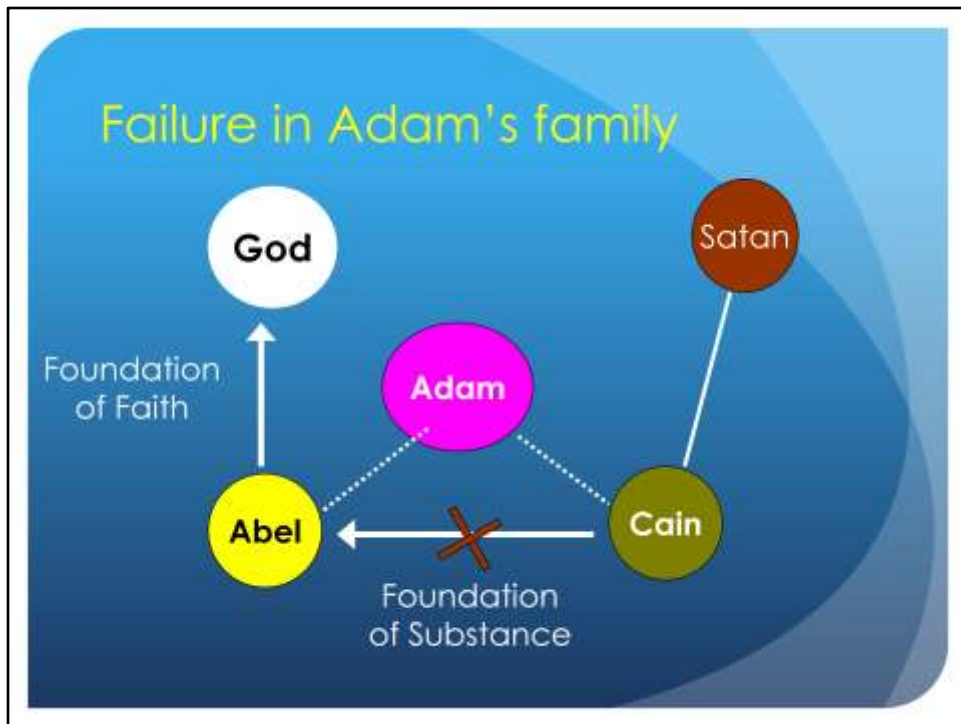 Failure in Adam's family
God
Satan
Foundation
of Faith
Adam
Abel
Cain
Foundation
of Substance